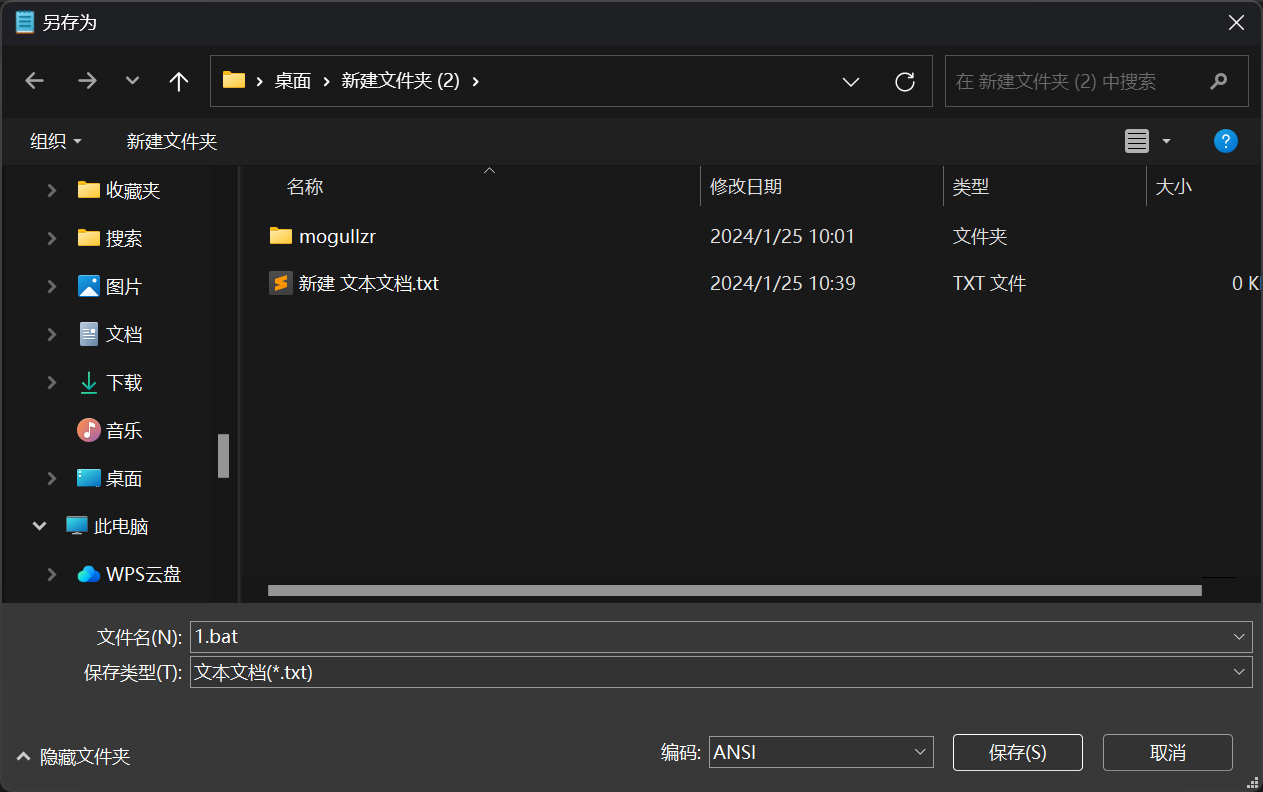 另存为
桌面 新建文件夹 (2)
在 新建文件夹 (2) 中搜索
组织 新建文件夹
收藏夹
搜索
图片
文档
下载
音乐
桌面
此电脑
WPS云盘
名称 修改日期 类型 大小
mogullzr 2024/1/25 10:01 文件夹
新建 文本文档.txt 2024/1/25 10:39 TXT 文件 0 K
文件名(N): 1.bat
保存类型(T): 文本文档(*.txt)
隐藏文件夹 编码: ANSI 保存(S) 取消